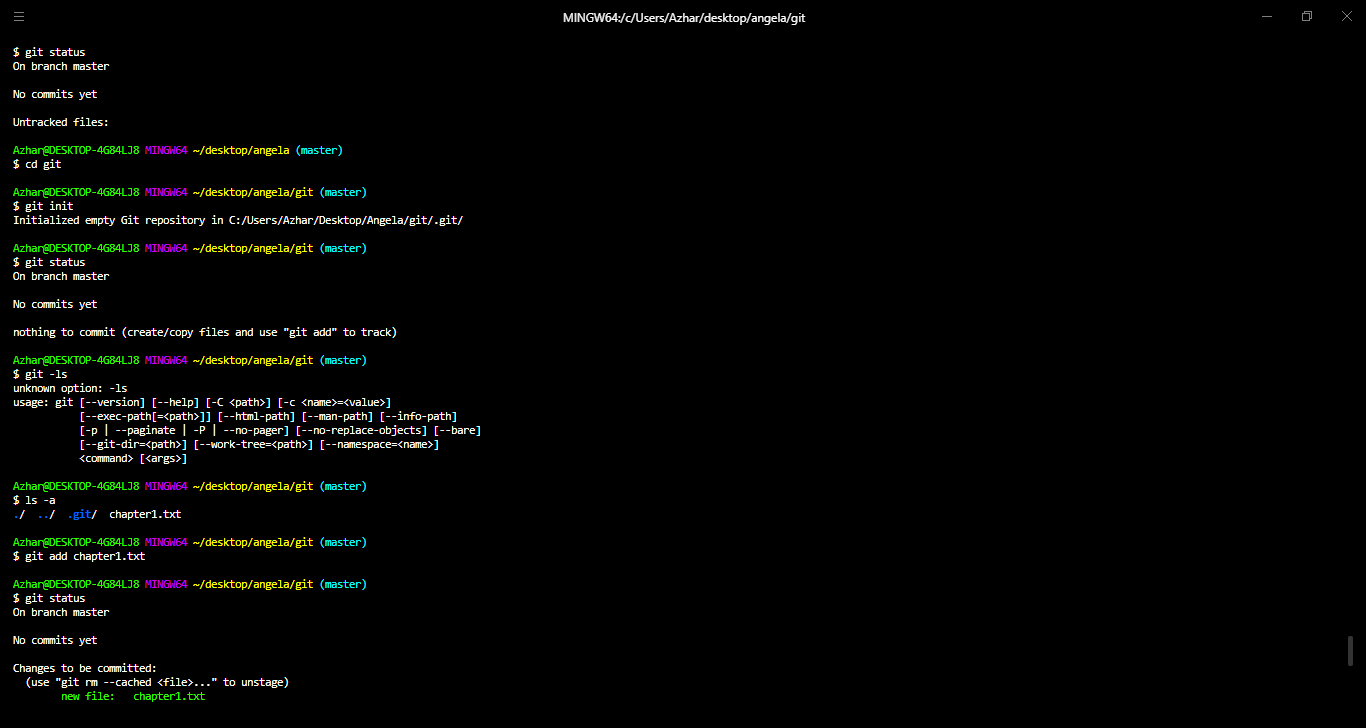 MINGW64:/c/Users/Azhar/desktop/angela/git
$ git status
On branch master
No commits yet
Untracked files:
Azhar@DESKTOP-4G84LJ8 MINGW64 ~/desktop/angela (master)
$ cd git
Azhar@DESKTOP-4G84LJ8 MINGW64 ~/desktop/angela/git (master)
$ git init
Initialized empty Git repository in C:/Users/Azhar/Desktop/Angela/git/.git/
Azhar@DESKTOP-4G84LJ8 MINGW64 ~/desktop/angela/git (master)
$ git status
On branch master
No commits yet
nothing to commit (create/copy files and use "git add" to track)
Azhar@DESKTOP-4G84LJ8 MINGW64 ~/desktop/angela/git (master)
$ git -ls
unknown option: -ls
usage: git [--version] [--help] [-C <path>] [-c <name>=<value>]
[--exec-path[=<path>]] [--html-path] [--man-path] [--info-path]
[-p | --paginate | -P | --no-pager] [--no-replace-objects] [--bare]
[--git-dir=<path>] [--work-tree=<path>] [--namespace=<name>]
<command> [<args>]
Azhar@DESKTOP-4G84LJ8 MINGW64 ~/desktop/angela/git (master)
$ ls -a
./ ../ .git/ chapter1.txt
Azhar@DESKTOP-4G84LJ8 MINGW64 ~/desktop/angela/git (master)
$ git add chapter1.txt
Azhar@DESKTOP-4G84LJ8 MINGW64 ~/desktop/angela/git (master)
$ git status
On branch master
No commits yet
Changes to be committed:
(use "git rm --cached <file>..." to unstage)
new file: chapter1.txt